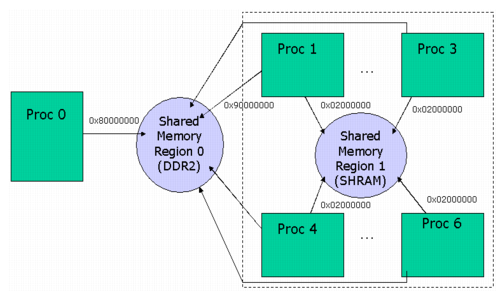 Proc 1
...
Proc 3
Proc 0
0x80000000
0x90000000
0x02000000
0x02000000
Shared
Memory
Region 0
(DDR2)
Shared
Memory
Region 1
(SHRAM)
0x02000000
0x02000000
Proc 4
...
Proc 6